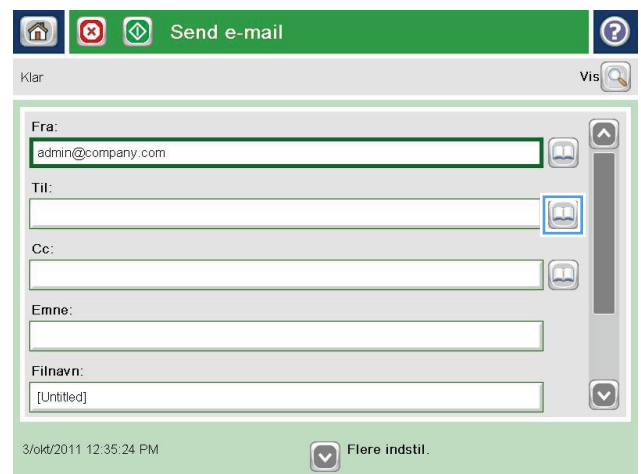 Send e-mail
Klar
Vis
Fra:
admin@company.com
Til:
Cc:
Emne:
Filnavn:
[Untitled]
3/okt/2011 12:35:24 PM
Flere indstil.